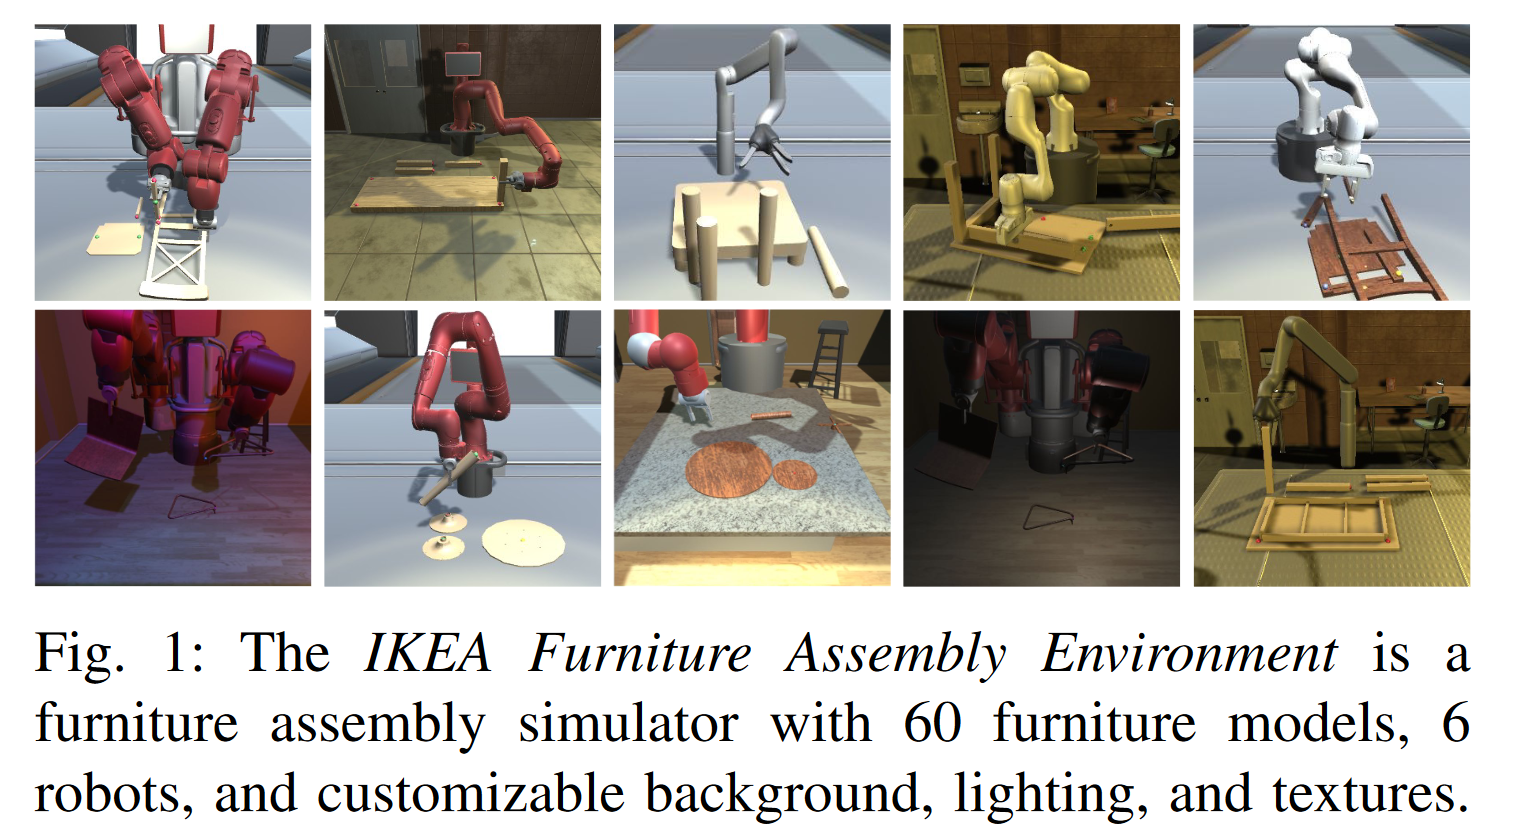 Fig. 1: The IKEA Furniture Assembly Environment is a
furniture assembly simulator with 60 furniture models, 6
robots, and customizable background, lighting, and textures.